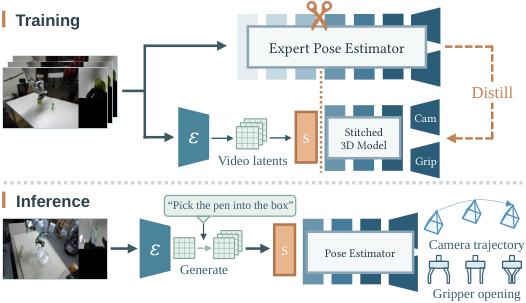 Training
Expert Pose Estimator
Distill
ℰ
Video latents
S
Stitched
3D Model
Cam
Grip
Inference
"Pick the pen into the box"
ℰ
Generate
S
Pose Estimator
Camera trajectory
Gripper opening